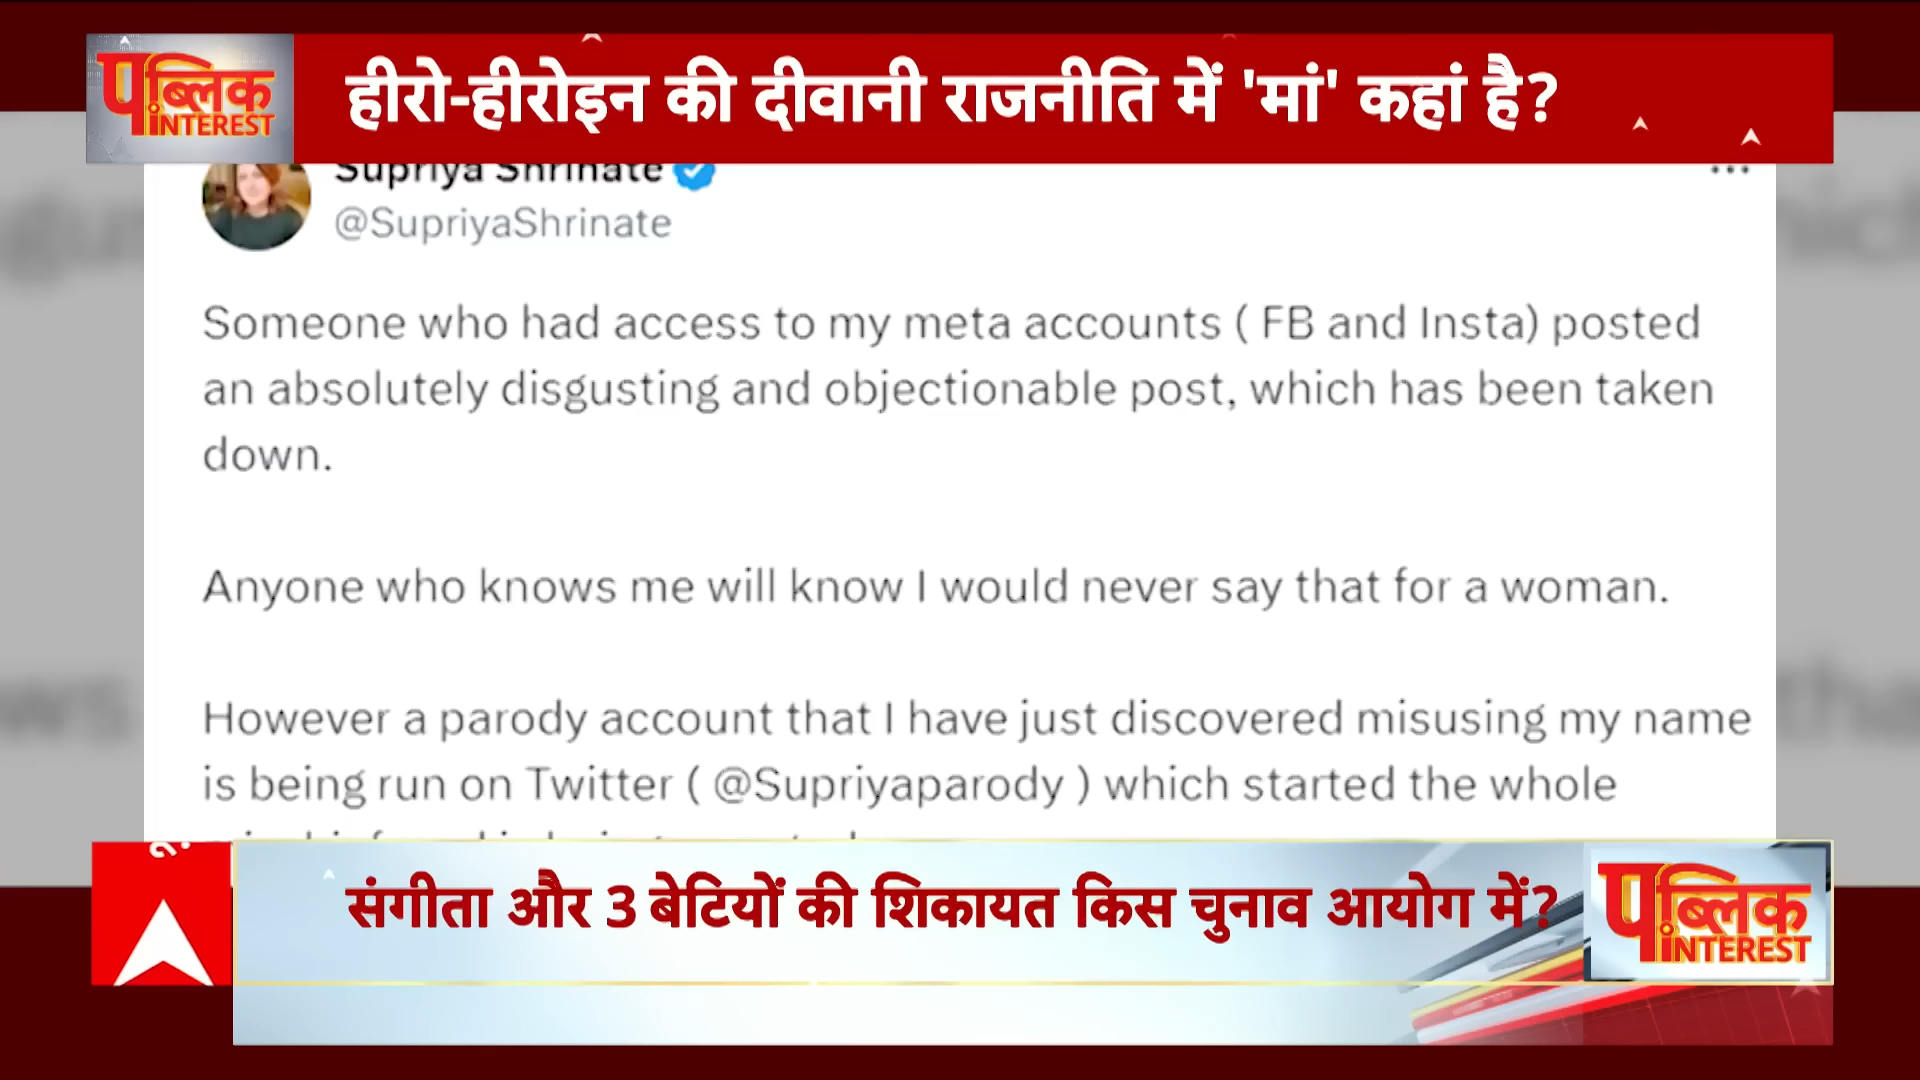 पब्लिक
INTEREST
हीरो-हीरोइन की दीवानी राजनीति में 'मां' कहां है?
Supriya Shrinate
@SupriyaShrinate
Someone who had access to my meta accounts ( FB and Insta) posted
an absolutely disgusting and objectionable post, which has been taken
down.
Anyone who knows me will know I would never say that for a woman.
However a parody account that I have just discovered misusing my name
is being run on Twitter ( @Supriyaparody ) which started the whole
संगीता और 3 बेटियों की शिकायत किस चुनाव आयोग में?
पब्लिक
INTEREST